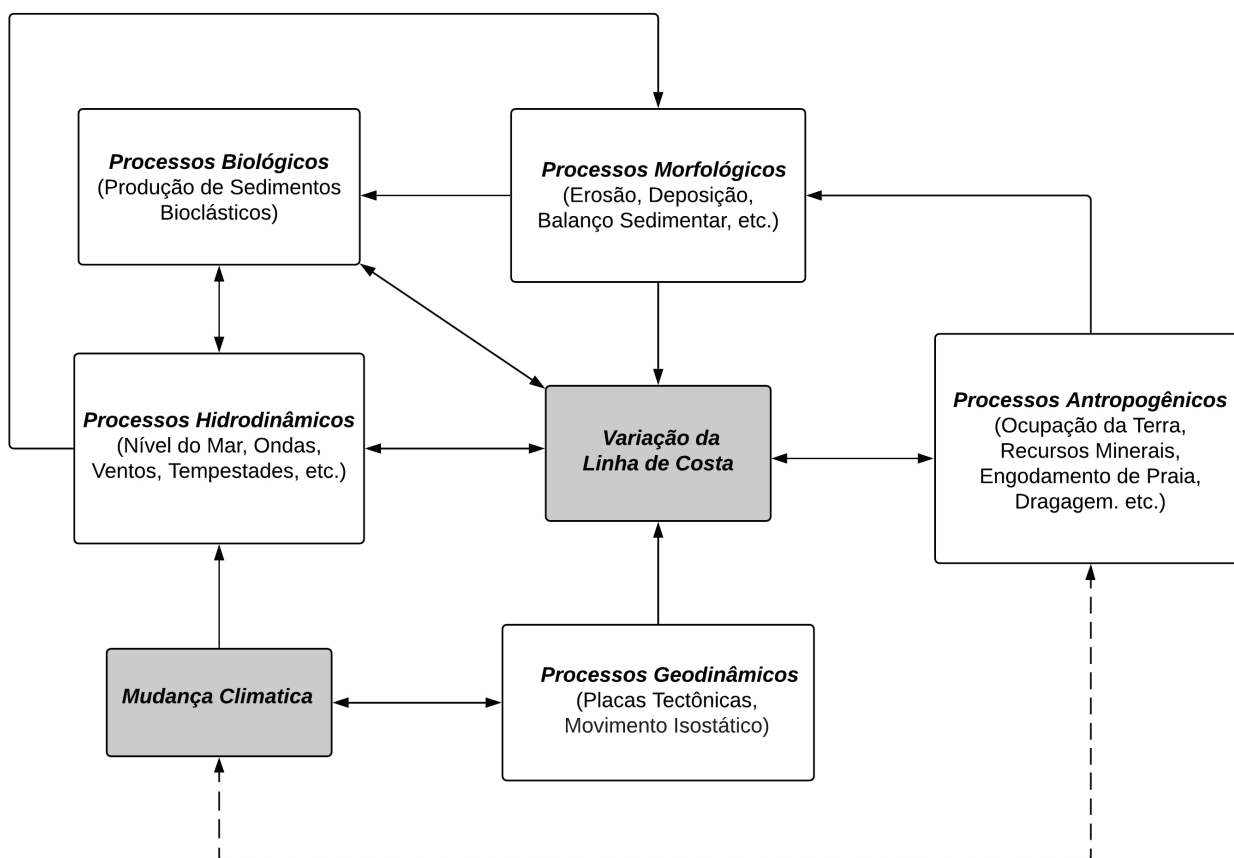 Processos Biológicos
(Produção de Sedimentos
Bioclásticos)
Processos Morfológicos
(Erosão, Deposição,
Balanço Sedimentar, etc.)
Processos Hidrodinâmicos
(Nível do Mar, Ondas,
Ventos, Tempestades, etc.)
Variação da
Linha de Costa
Processos Antropogênicos
(Ocupação da Terra,
Recursos Minerais,
Engodamento de Praia,
Dragagem. etc.)
Mudança Climatica
Processos Geodinâmicos
(Placas Tectônicas,
Movimento Isostático)